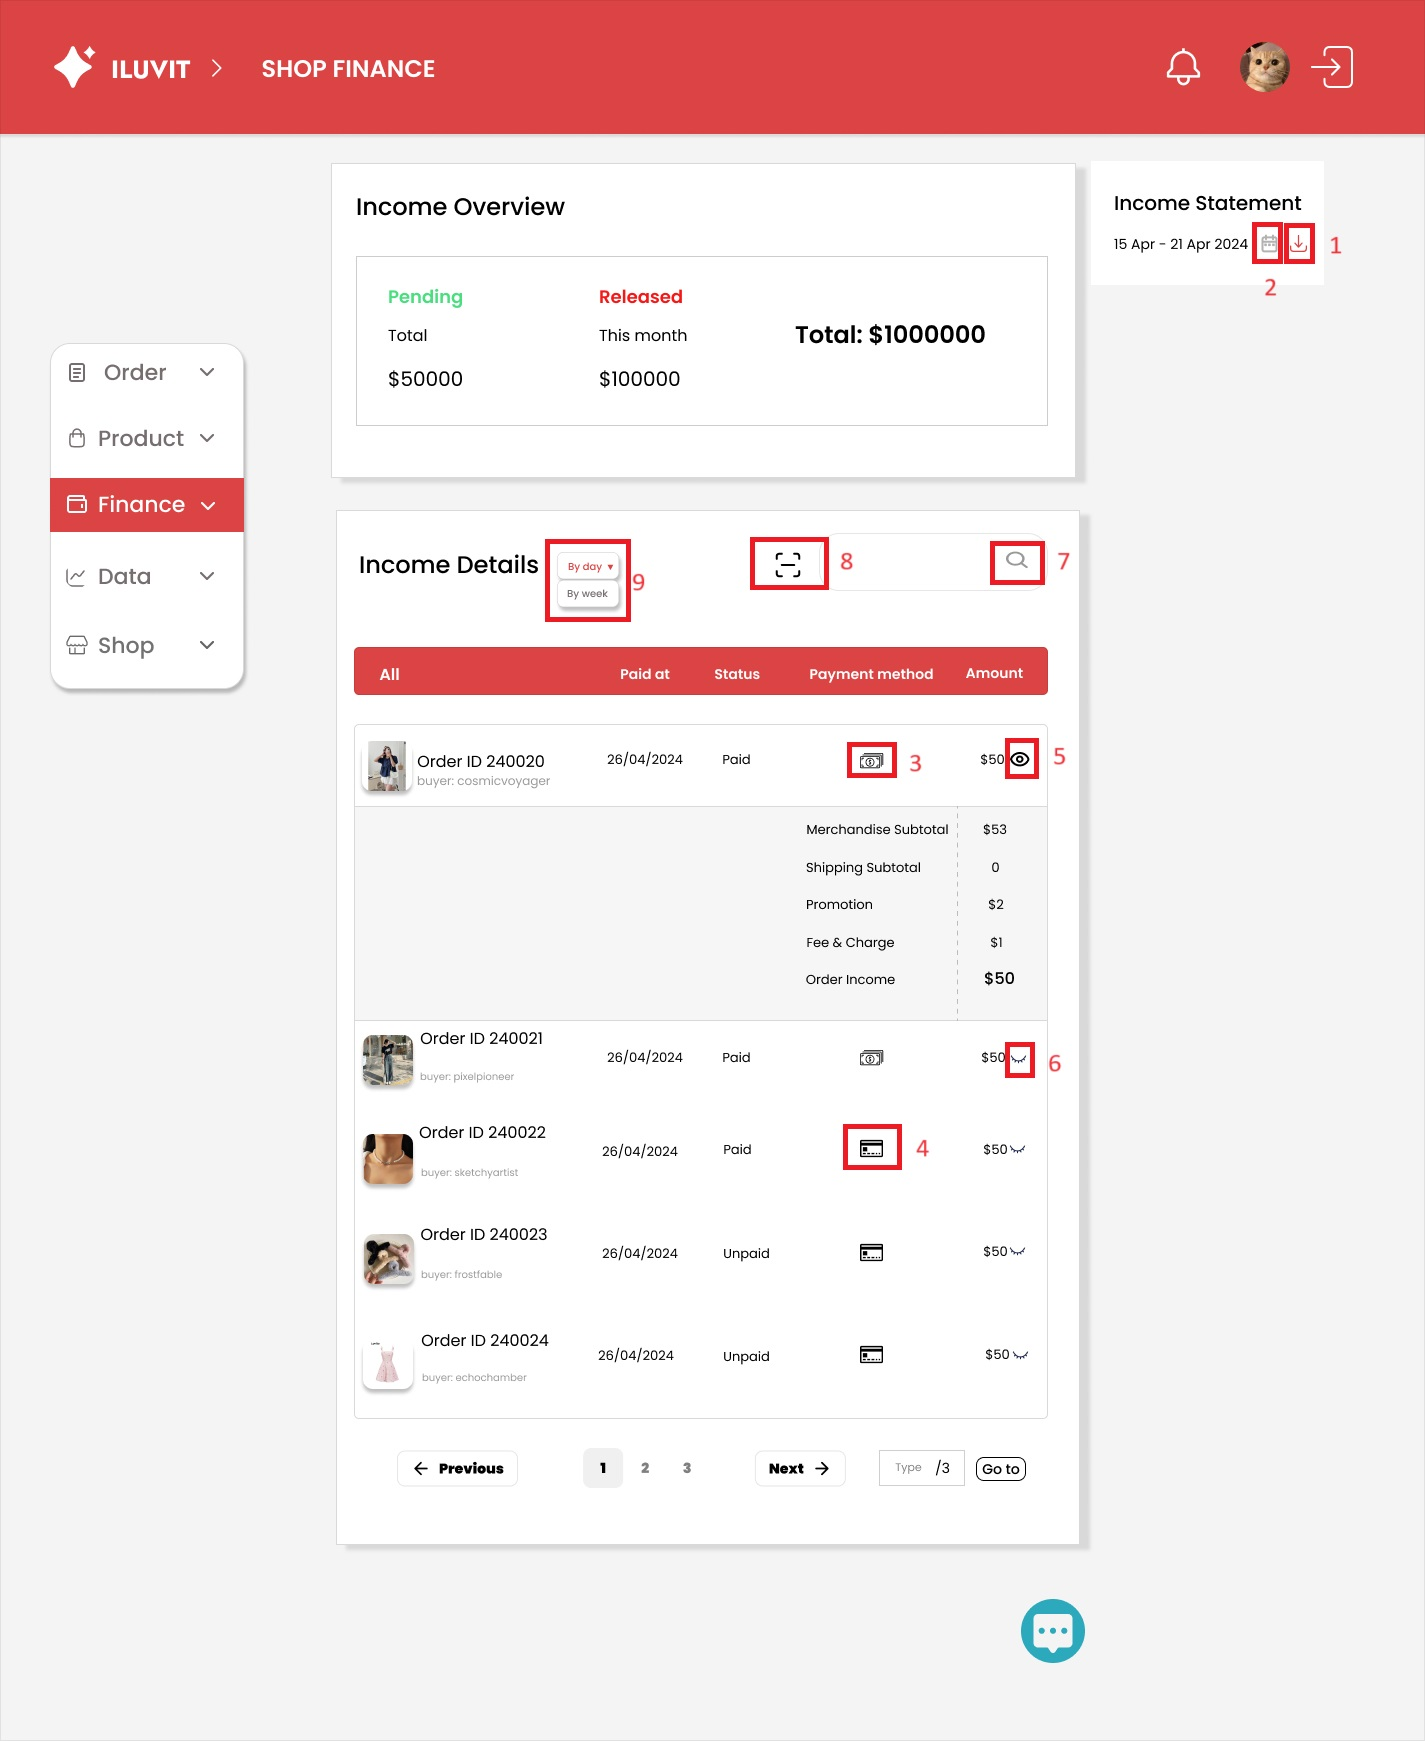 ILUVIT
SHOP FINANCE
Income Overview
Pending
Released
Total
This month
Total: $1000000
$50000
$100000
Income Statement
15 Apr - 21 Apr 2024
1
2
Order
Product
Finance
Data
Shop
Income Details
By day
By week
9
8
7
All
Paid at
Status
Payment method
Amount
Order ID 240020
buyer: cosmicvoyager
26/04/2024
Paid
3
$50
5
Merchandise Subtotal
$53
Shipping Subtotal
0
Promotion
$2
Fee & Charge
$1
Order Income
$50
Order ID 240021
buyer: pixelpioneer
26/04/2024
Paid
$50
6
Order ID 240022
buyer: sketchyartist
26/04/2024
Paid
4
$50
Order ID 240023
buyer: frostfable
26/04/2024
Unpaid
$50
Order ID 240024
buyer: echochamber
26/04/2024
Unpaid
$50
Previous
1
2
3
Next
Type
/3
Go to